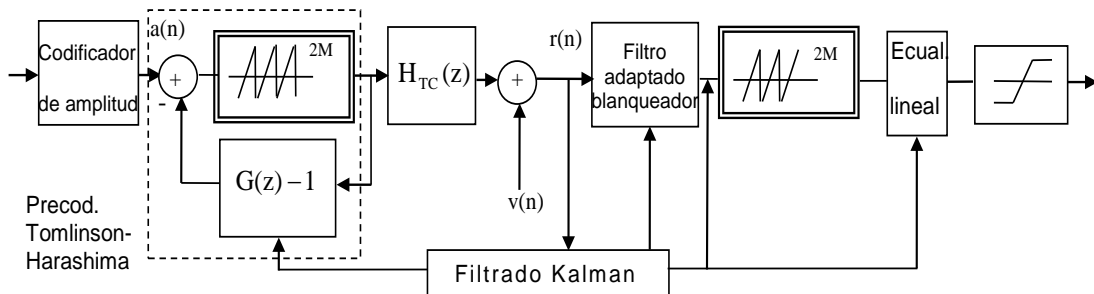 Codificador
de amplitud
a(n)
+
-
2M
G(z) – 1
Precod.
Tomlinson-
Harashima
H_TC(z)
+
v(n)
r(n)
Filtro
adaptado
blanqueador
2M
Ecual.
lineal
Filtrado Kalman